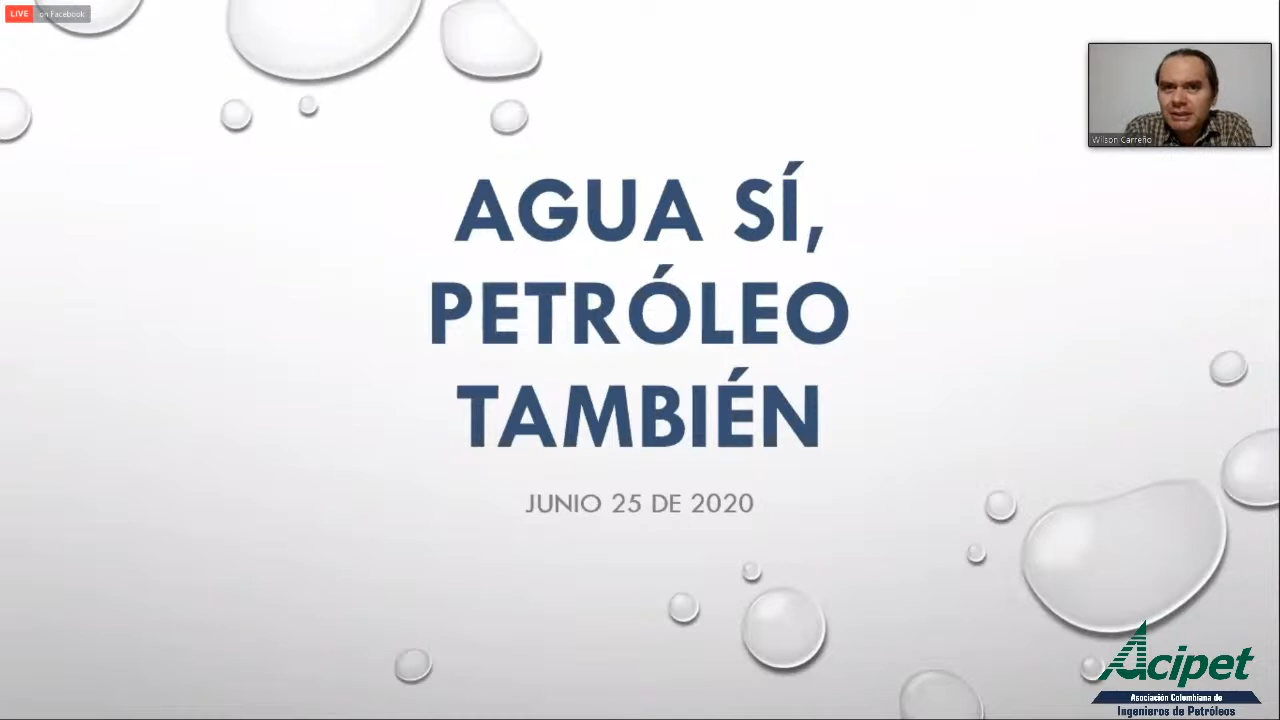 LIVE on Facebook
Wilson Carreño
AGUA SÍ,
PETRÓLEO
TAMBIÉN
JUNIO 25 DE 2020
Acipet
Asociación Colombiana de
Ingenieros de Petróleos